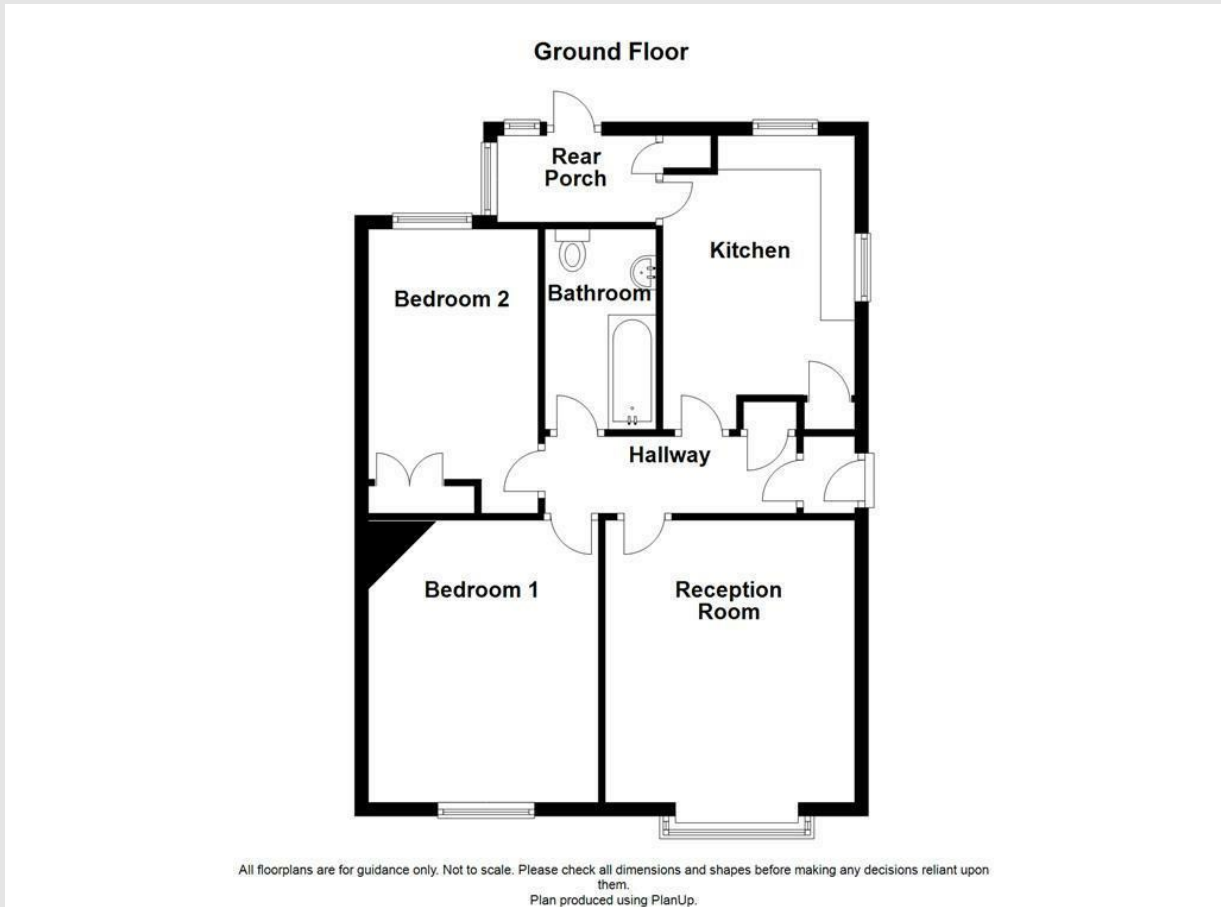 Ground Floor
Rear
Porch
Kitchen
Bedroom 2
Bathroom
Hallway
Bedroom 1
Reception
Room
All floorplans are for guidance only. Not to scale. Please check all dimensions and shapes before making any decisions reliant upon
them.
Plan produced using PlanUp.